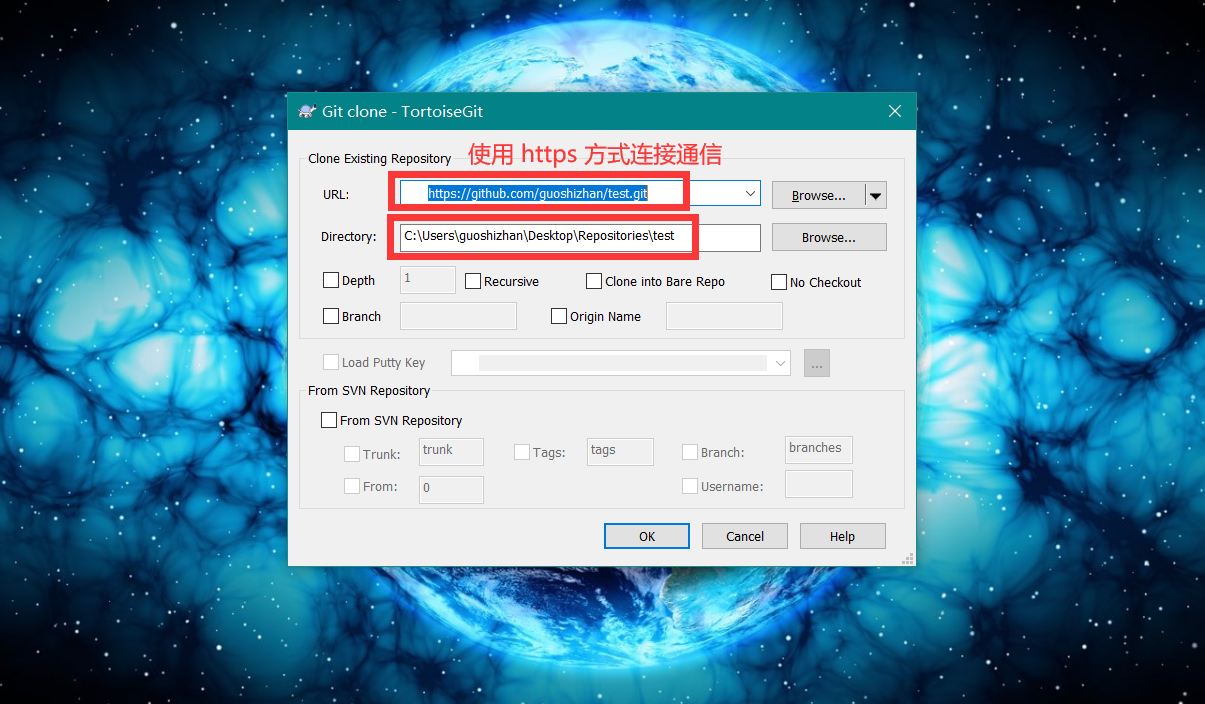 Git clone - TortoiseGit
Clone Existing Repository 使用 https 方式连接通信
URL: https://github.com/guoshizhan/test.git Browse...
Directory: C:\Users\guoshizhan\Desktop\Repositories\test Browse...
Depth 1 Recursive Clone into Bare Repo No Checkout
Branch Origin Name
Load Putty Key ...
From SVN Repository
From SVN Repository
Trunk: trunk Tags: tags Branch: branches
From: 0 Username:
OK Cancel Help